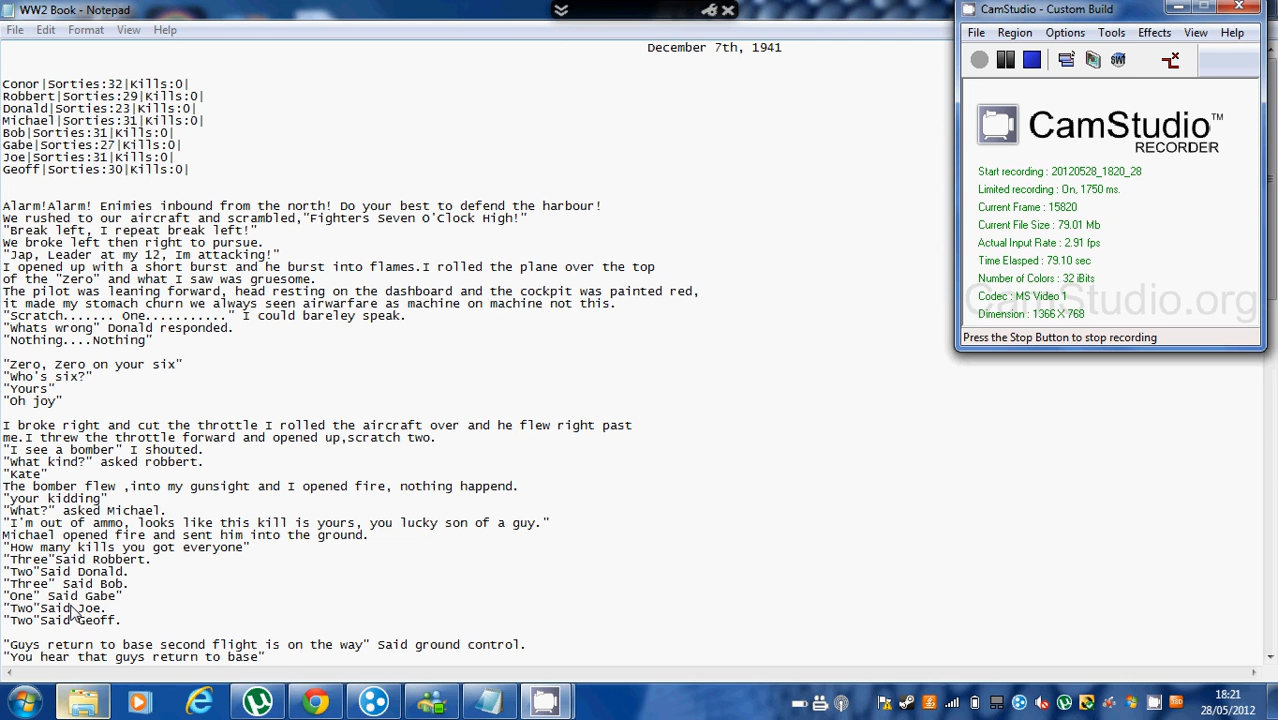 WW2 Book - Notepad
File Edit Format View Help
December 7th, 1941
Conor|Sorties:32|Kills:0|
Robbert|Sorties:29|Kills:0|
Donald|Sorties:23|Kills:0|
Michael|Sorties:31|Kills:0|
Bob|Sorties:31|Kills:0|
Gabe|Sorties:27|Kills:0|
Joe|Sorties:31|Kills:0|
Geoff|Sorties:30|Kills:0|
Alarm!Alarm! Enimies inbound from the north! Do your best to defend the harbour!
We rushed to our aircraft and scrambled,"Fighters Seven O'Clock High!"
"Break left, I repeat break left!"
We broke left then right to pursue.
"Jap, Leader at my 12, Im attacking!"
I opened up with a short burst and he burst into flames.I rolled the plane over the top
of the "Zero" and what I saw was gruesome.
The pilot was leaning forward, head resting on the dashboard and the cockpit was painted red,
it made my stomach churn we always seen airwarfare as machine on machine not this.
"Scratch....... One..........." I could bareley speak.
"Whats wrong" Donald responded.
"Nothing....Nothing"
"Zero, Zero on your six"
"Who's six?"
"Yours"
"Oh joy"
I broke right and cut the throttle I rolled the aircraft over and he flew right past
me.I threw the throttle forward and opened up,scratch two.
"I see a bomber" I shouted.
"What kind?" asked robbert.
"Kate"
The bomber flew ,into my gunsight and I opened fire, nothing happend.
"your kidding"
"What?" asked Michael.
"I'm out of ammo, looks like this kill is yours, you lucky son of a guy."
Michael opened fire and sent him into the ground.
"How many kills you got everyone"
"Three"Said Robbert.
"Two"Said Donald.
"Three" Said Bob.
"One" Said Gabe"
"Two"Said Joe.
"Two"Said Geoff.
"Guys return to base second flight is on the way" Said ground control.
"You hear that guys return to base"
CamStudio - Custom Build
File Region Options Tools Effects View Help
SWF
CamStudio™
RECORDER
Start recording : 20120528_1820_28
Limited recording : On, 1750 ms.
Current Frame : 15820
Current File Size : 79.01 Mb
Actual Input Rate : 2.91 fps
Time Elasped : 79.10 sec
Number of Colors : 32 iBits
Codec : MS Video 1
Dimension : 1366 X 768
CamStudio.org
Press the Stop Button to stop recording
18:21
28/05/2012